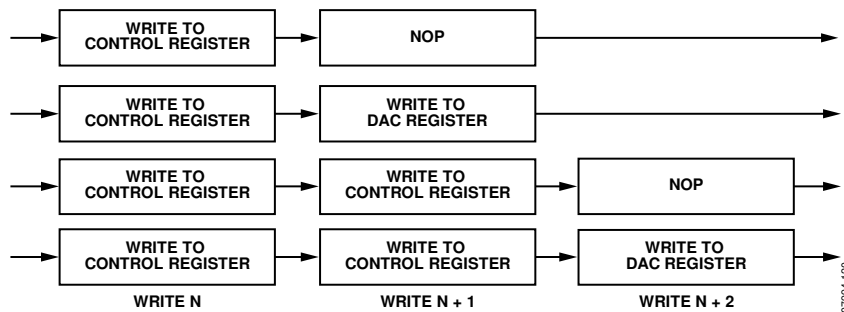 WRITE TO
CONTROL REGISTER
NOP
WRITE TO
CONTROL REGISTER
WRITE TO
DAC REGISTER
WRITE TO
CONTROL REGISTER
WRITE TO
CONTROL REGISTER
NOP
WRITE TO
CONTROL REGISTER
WRITE TO
CONTROL REGISTER
WRITE TO
DAC REGISTER
WRITE N
WRITE N + 1
WRITE N + 2